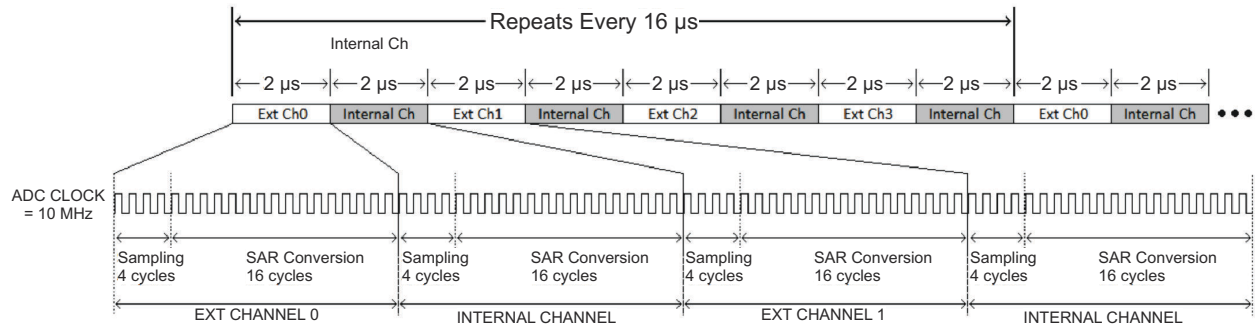 Repeats Every 16 µs
Internal Ch
2 µs 2 µs 2 µs 2 µs 2 µs 2 µs 2 µs 2 µs 2 µs 2 µs
Ext Ch0 Internal Ch Ext Ch1 Internal Ch Ext Ch2 Internal Ch Ext Ch3 Internal Ch Ext Ch0 Internal Ch
ADC CLOCK
= 10 MHz
Sampling SAR Conversion Sampling SAR Conversion Sampling SAR Conversion Sampling SAR Conversion
4 cycles 16 cycles 4 cycles 16 cycles 4 cycles 16 cycles 4 cycles 16 cycles
EXT CHANNEL 0 INTERNAL CHANNEL EXT CHANNEL 1 INTERNAL CHANNEL